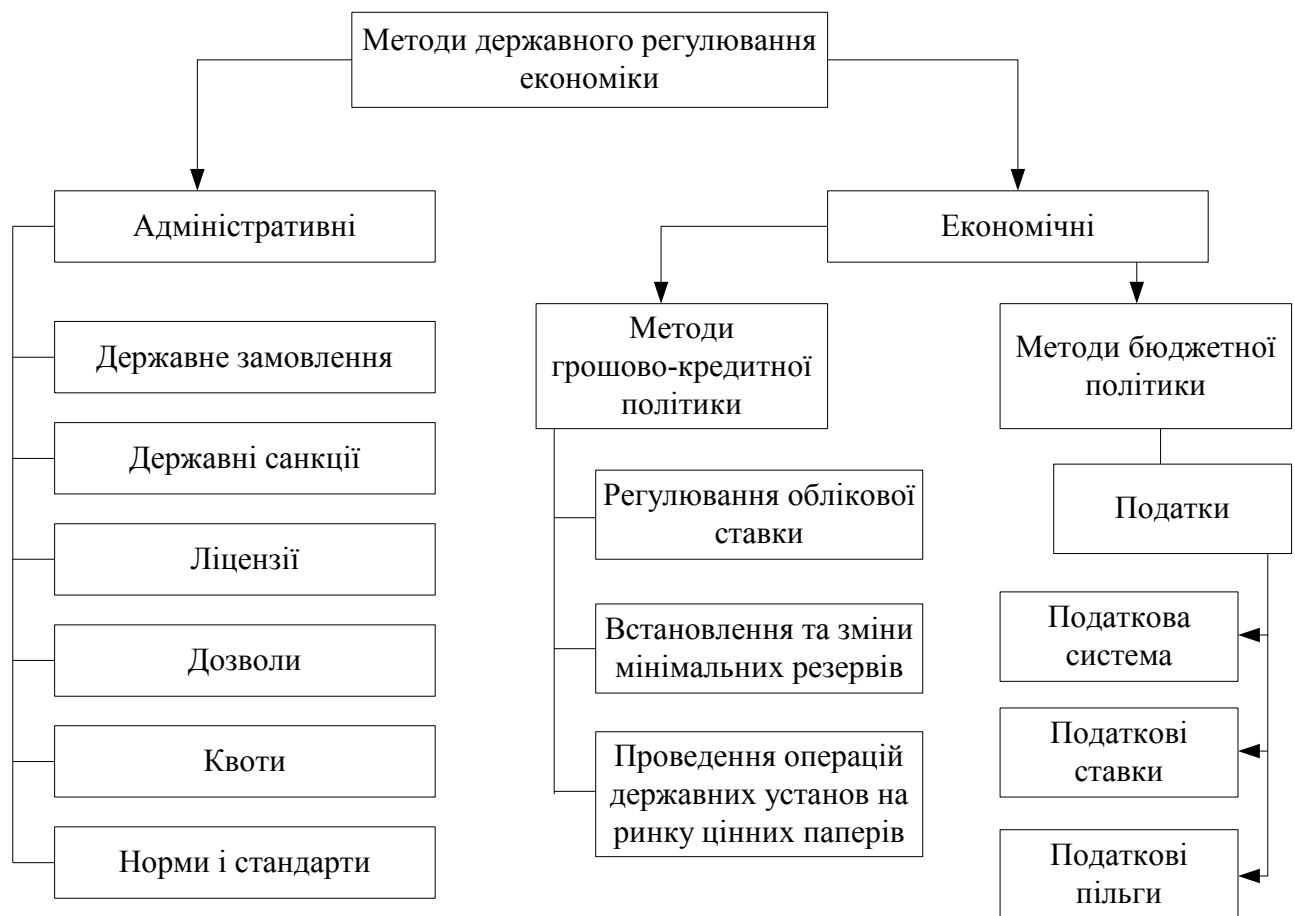 Методи державного регулювання
економіки
Адміністративні
Державне замовлення
Державні санкції
Ліцензії
Дозволи
Квоти
Норми і стандарти
Економічні
Методи
грошово-кредитної
політики
Регулювання облікової
ставки
Встановлення та зміни
мінімальних резервів
Проведення операцій
державних установ на
ринку цінних паперів
Методи бюджетної
політики
Податки
Податкова
система
Податкові
ставки
Податкові
пільги